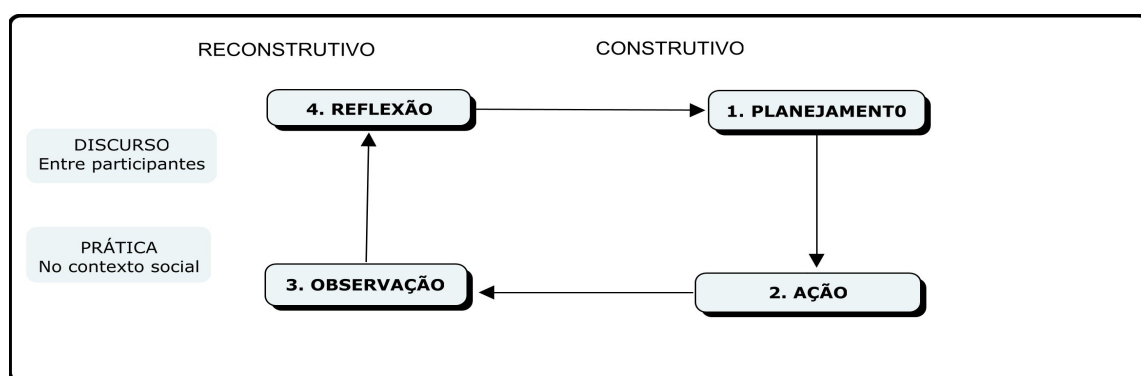 RECONSTRUTIVO
CONSTRUTIVO
4. REFLEXÃO
1. PLANEJAMENT0
DISCURSO
Entre participantes
PRÁTICA
No contexto social
3. OBSERVAÇÃO
2. AÇÃO